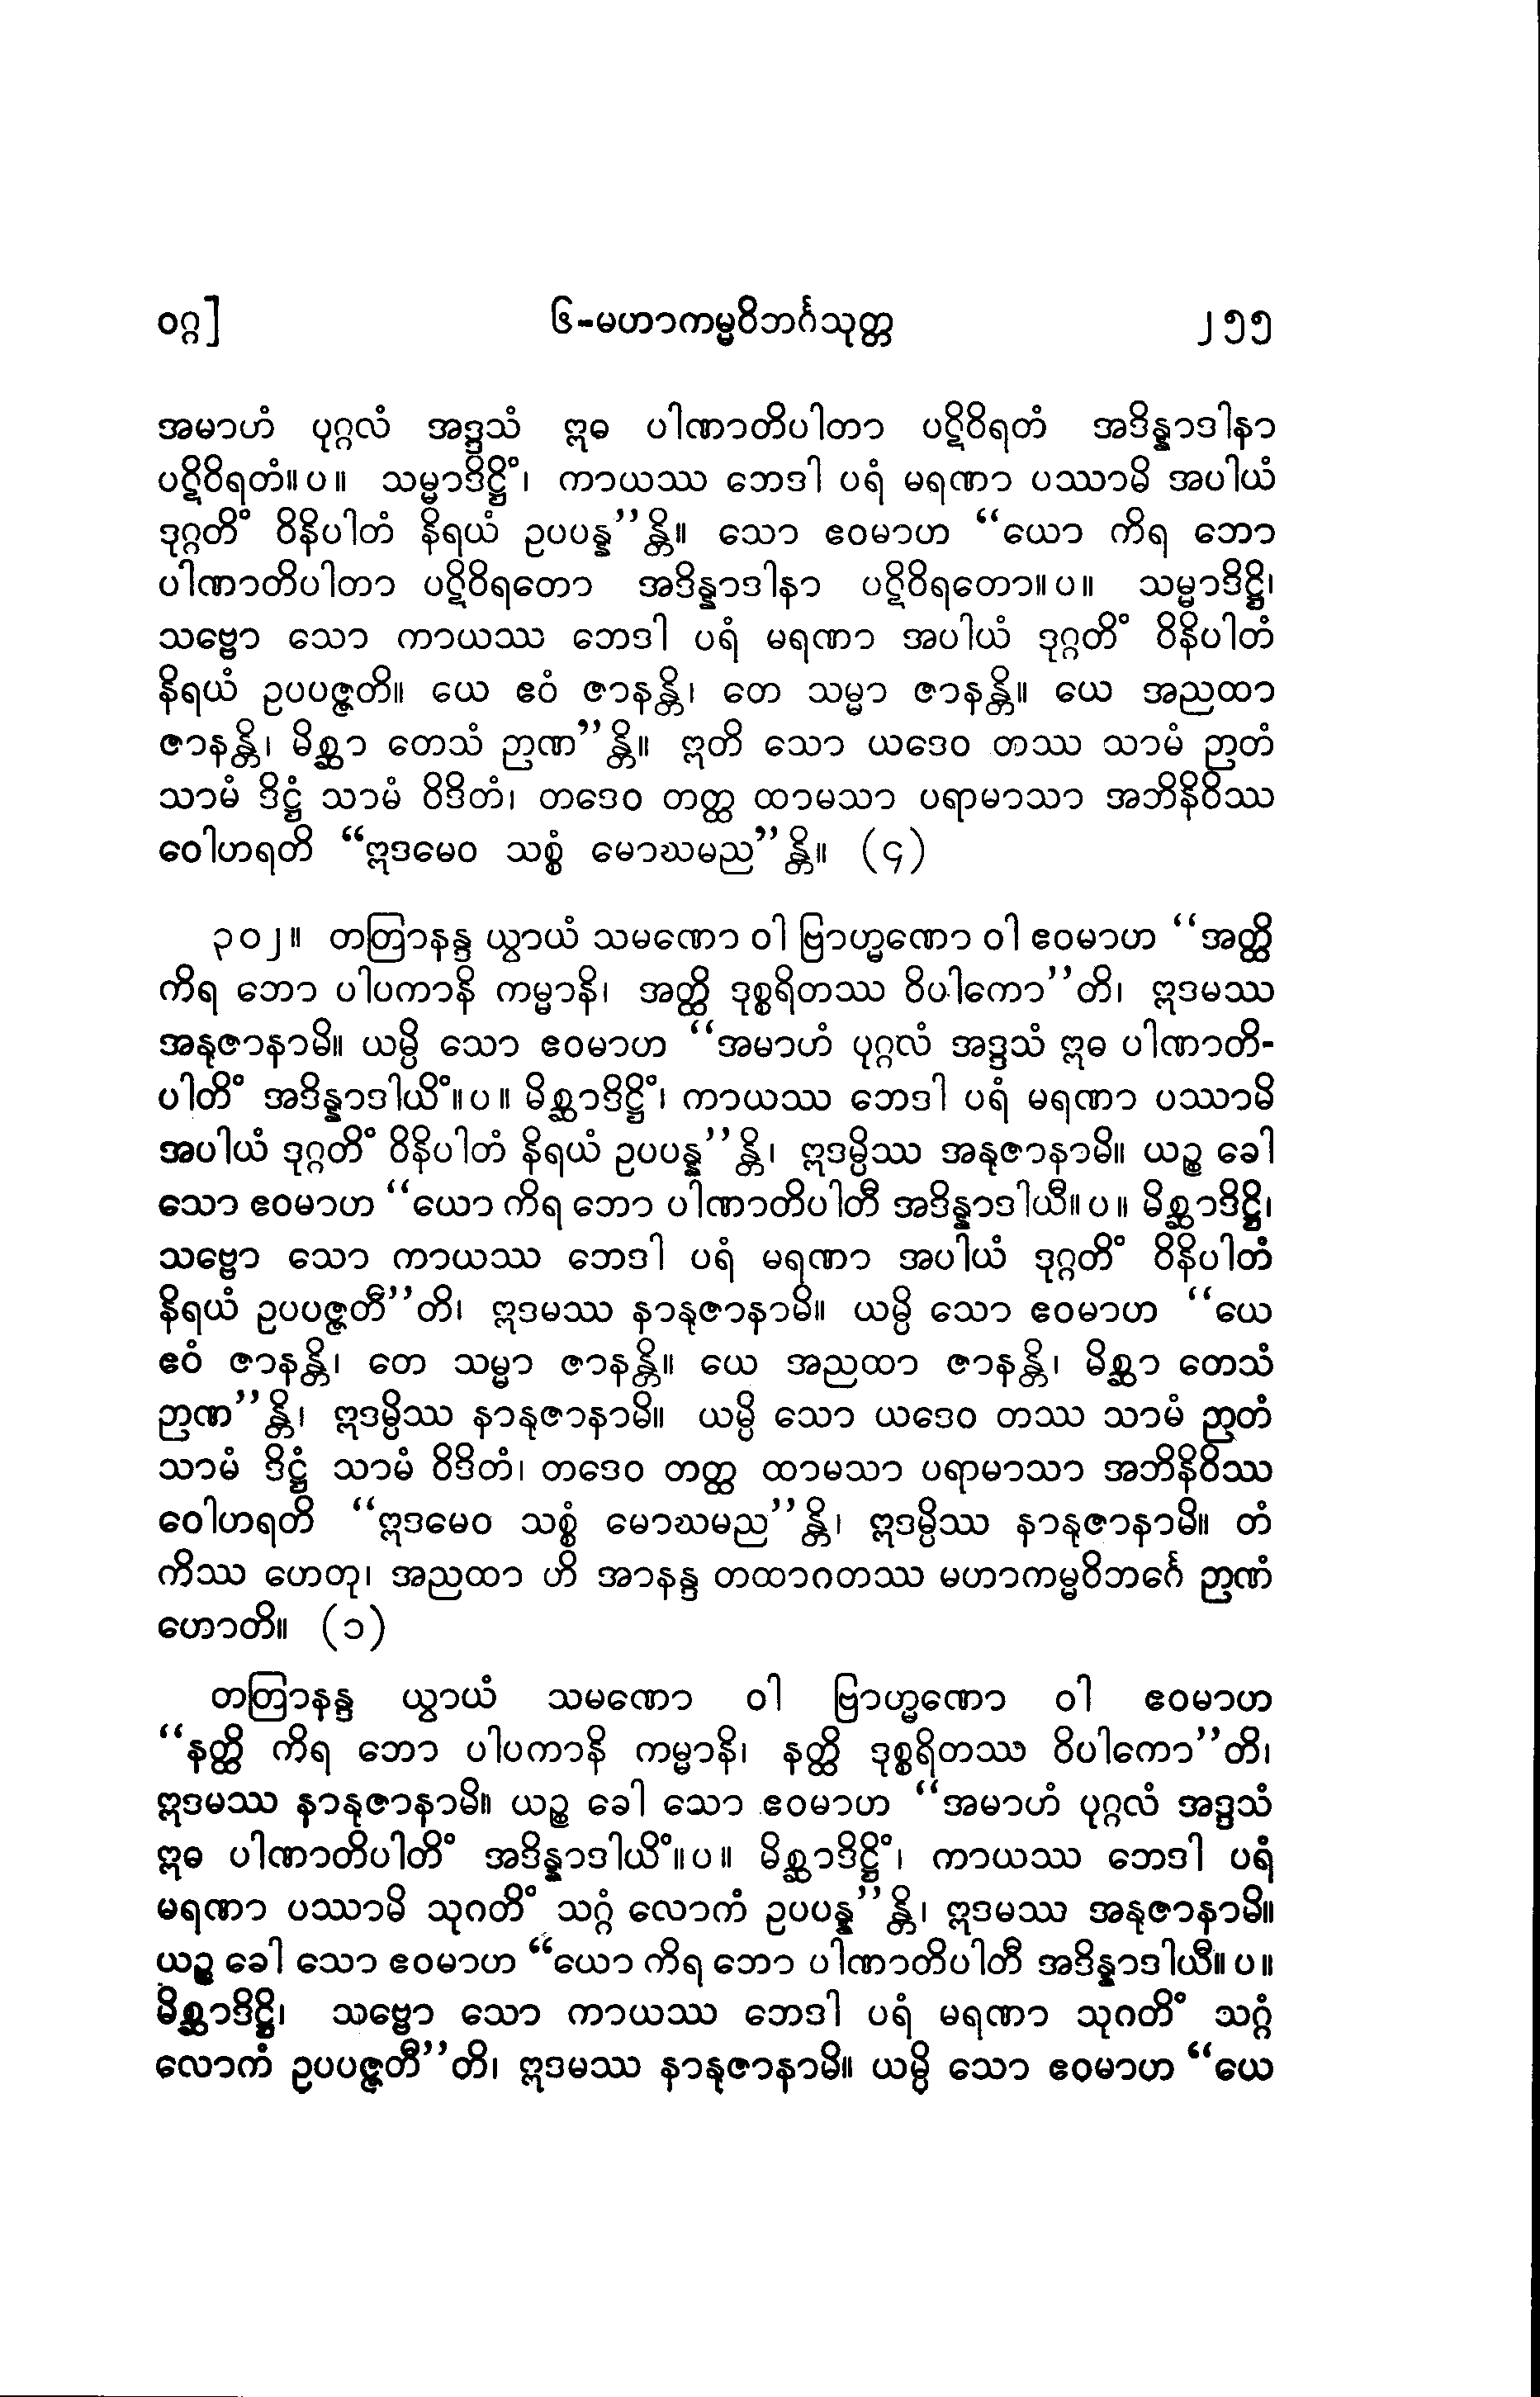 ဝဂ္ဂ] ၆-မဟာကမ္မဝိဘင်္ဂသုတ္တ ၂၅၅
အမာဟံ ပုဂ္ဂလံ အဒ္ဒသံ ဣဓ ပါဏာတိပါတာ ပဋိဝိရတံ အဒိန္နာဒါနာ
ပဋိဝိရတံ။ပ။ သမ္မာဒိဋ္ဌိံ၊ ကာယဿ ဘေဒါ ပရံ မရဏာ ပဿာမိ အပါယံ
ဒုဂ္ဂတိံ ဝိနိပါတံ နိရယံ ဥပပန္န’’န္တိ။ သော ဧဝမာဟ “ယော ကိရ ဘော
ပါဏာတိပါတာ ပဋိဝိရတော အဒိန္နာဒါနာ ပဋိဝိရတော။ပ။ သမ္မာဒိဋ္ဌိ၊
သဗ္ဗော သော ကာယဿ ဘေဒါ ပရံ မရဏာ အပါယံ ဒုဂ္ဂတိံ ဝိနိပါတံ
နိရယံ ဥပပဇ္ဇတိ။ ယေ ဧဝံ ဇာနန္တိ၊ တေ သမ္မာ ဇာနန္တိ။ ယေ အညထာ
ဇာနန္တိ၊ မိစ္ဆာ တေသံ ဉာဏ’’န္တိ။ ဣတိ သော ယဒေဝ တဿ သာမံ ဉာတံ
သာမံ ဒိဋ္ဌံ သာမံ ဝိဒိတံ၊ တဒေဝ တတ္ထ ထာမသာ ပရာမာသာ အဘိနိဝိဿ
ဝေါဟရတိ “ဣဒမေဝ သစ္စံ မောဃမည’’န္တိ။ (၄)
၃၀၂။ တတြာနန္ဒ ယွာယံ သမဏော ဝါ ဗြာဟ္မဏော ဝါ ဧဝမာဟ “အတ္ထိ
ကိရ ဘော ပါပကာနိ ကမ္မာနိ၊ အတ္ထိ ဒုစ္စရိတဿ ဝိပါကော’’တိ၊ ဣဒမဿ
အနုဇာနာမိ။ ယမ္ပိ သော ဧဝမာဟ “အမာဟံ ပုဂ္ဂလံ အဒ္ဒသံ ဣဓ ပါဏာတိ-
ပါတိံ အဒိန္နာဒါယိံ။ပ။ မိစ္ဆာဒိဋ္ဌိံ၊ ကာယဿ ဘေဒါ ပရံ မရဏာ ပဿာမိ
အပါယံ ဒုဂ္ဂတိံ ဝိနိပါတံ နိရယံ ဥပပန္န’’န္တိ၊ ဣဒမ္ပိဿ အနုဇာနာမိ။ ယဉ္စ ခေါ
သော ဧဝမာဟ “ယော ကိရ ဘော ပါဏာတိပါတီ အဒိန္နာဒါယီ။ပ။ မိစ္ဆာဒိဋ္ဌိ၊
သဗ္ဗော သော ကာယဿ ဘေဒါ ပရံ မရဏာ အပါယံ ဒုဂ္ဂတိံ ဝိနိပါတံ
နိရယံ ဥပပဇ္ဇတီ’’တိ၊ ဣဒမဿ နာနုဇာနာမိ။ ယမ္ပိ သော ဧဝမာဟ “ယေ
ဧဝံ ဇာနန္တိ၊ တေ သမ္မာ ဇာနန္တိ။ ယေ အညထာ ဇာနန္တိ၊ မိစ္ဆာ တေသံ
ဉာဏ’’န္တိ၊ ဣဒမ္ပိဿ နာနုဇာနာမိ။ ယမ္ပိ သော ယဒေဝ တဿ သာမံ ဉာတံ
သာမံ ဒိဋ္ဌံ သာမံ ဝိဒိတံ၊ တဒေဝ တတ္ထ ထာမသာ ပရာမာသာ အဘိနိဝိဿ
ဝေါဟရတိ “ဣဒမေဝ သစ္စံ မောဃမည’’န္တိ၊ ဣဒမ္ပိဿ နာနုဇာနာမိ။ တံ
ကိဿ ဟေတု၊ အညထာ ဟိ အာနန္ဒ တထာဂတဿ မဟာကမ္မဝိဘင်္ဂေ ဉာဏံ
ဟောတိ။ (၁)
တတြာနန္ဒ ယွာယံ သမဏော ဝါ ဗြာဟ္မဏော ဝါ ဧဝမာဟ
“နတ္ထိ ကိရ ဘော ပါပကာနိ ကမ္မာနိ၊ နတ္ထိ ဒုစ္စရိတဿ ဝိပါကော’’တိ၊
ဣဒမဿ နာနုဇာနာမိ။ ယဉ္စ ခေါ သော ဧဝမာဟ “အမာဟံ ပုဂ္ဂလံ အဒ္ဒသံ
ဣဓ ပါဏာတိပါတိံ အဒိန္နာဒါယိံ။ပ။ မိစ္ဆာဒိဋ္ဌိံ၊ ကာယဿ ဘေဒါ ပရံ
မရဏာ ပဿာမိ သုဂတိံ သဂ္ဂံ လောကံ ဥပပန္န’’န္တိ၊ ဣဒမဿ အနုဇာနာမိ။
ယဉ္စ ခေါ သော ဧဝမာဟ “ယော ကိရ ဘော ပါဏာတိပါတီ အဒိန္နာဒါယီ။ပ။
မိစ္ဆာဒိဋ္ဌိ၊ သဗ္ဗော သော ကာယဿ ဘေဒါ ပရံ မရဏာ သုဂတိံ သဂ္ဂံ
လောကံ ဥပပဇ္ဇတီ’’တိ၊ ဣဒမဿ နာနုဇာနာမိ။ ယမ္ပိ သော ဧဝမာဟ “ယေ